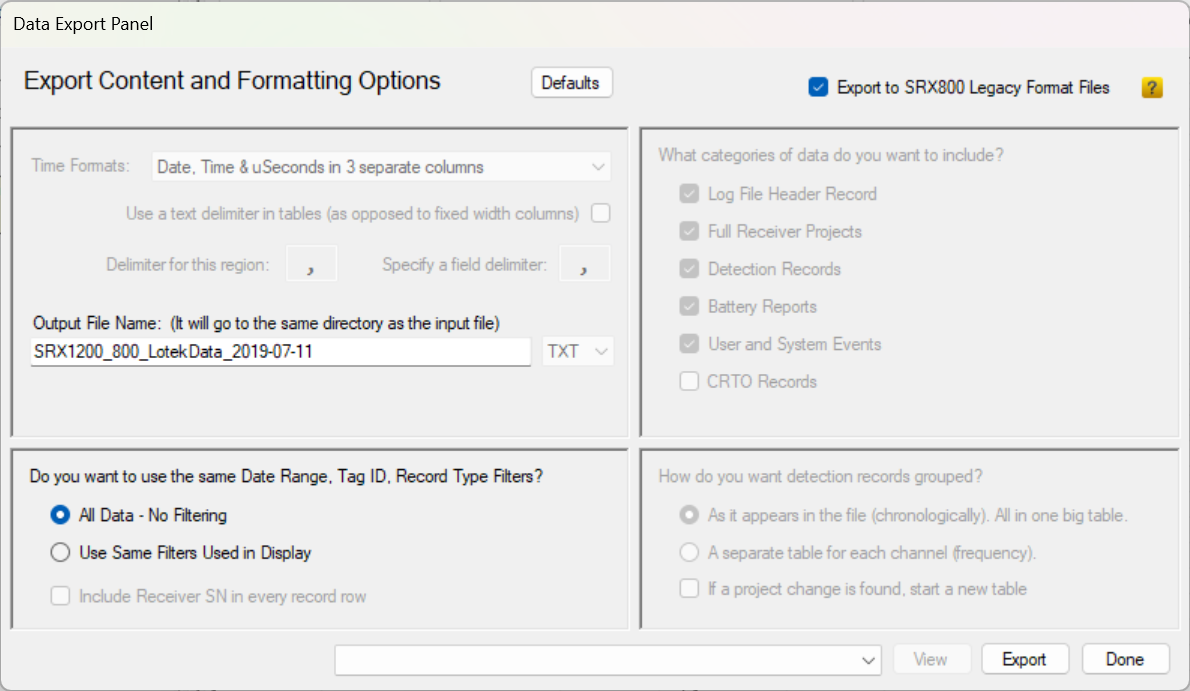 Data Export Panel
Export Content and Formatting Options
Defaults
Export to SRX800 Legacy Format Files
?
Time Formats:
Date, Time & uSeconds in 3 separate columns
Use a text delimiter in tables (as opposed to fixed width columns)
Delimiter for this region:
,
Specify a field delimiter:
,
Output File Name: (It will go to the same directory as the input file)
SRX1200_800_LotekData_2019-07-11
TXT
What categories of data do you want to include?
Log File Header Record
Full Receiver Projects
Detection Records
Battery Reports
User and System Events
CRTO Records
Do you want to use the same Date Range, Tag ID, Record Type Filters?
All Data - No Filtering
Use Same Filters Used in Display
Include Receiver SN in every record row
How do you want detection records grouped?
As it appears in the file (chronologically). All in one big table.
A separate table for each channel (frequency).
If a project change is found, start a new table
View
Export
Done